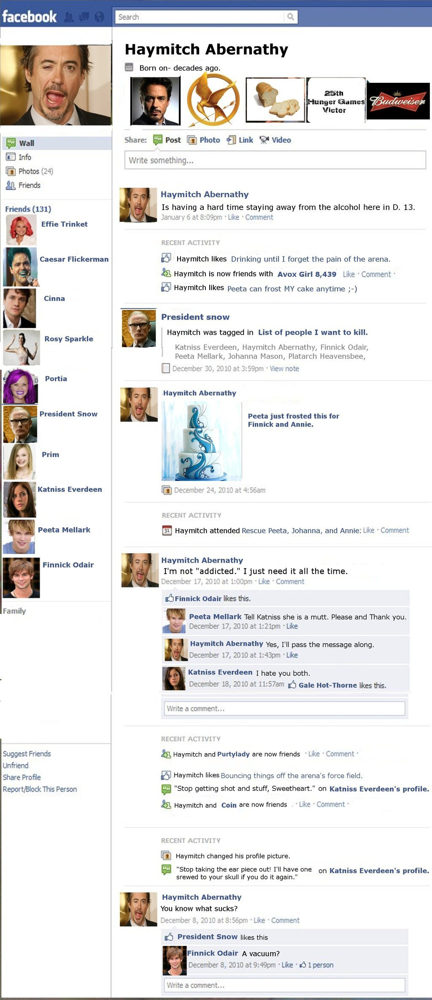 facebook
Search
Haymitch Abernathy
Born on- decades ago.
25th
Hunger Games
Victor
Budweiser
Share: Post Photo Link Video
Write something...
Wall
Info
Photos (24)
Friends
Friends (131)
Effie Trinket
Caesar Flickerman
Cinna
Rosy Sparkle
Portia
President Snow
Prim
Katniss Everdeen
Peeta Mellark
Finnick Odair
Family
Suggest Friends
Unfriend
Share Profile
Report/Block This Person
Haymitch Abernathy
Is having a hard time staying away from the alcohol here in D. 13.
January 6 at 8:09pm · Like · Comment
RECENT ACTIVITY
Haymitch likes Drinking until I forget the pain of the arena.
Haymitch is now friends with Avox Girl 8,439 Like · Comment ·
Haymitch likes Peeta can frost MY cake anytime ;-)
President snow
Haymitch was tagged in List of people I want to kill.
Katniss Everdeen, Haymitch Abernathy, Finnick Odair,
Peeta Mellark, Johanna Mason, Platarch Heavensbee,
December 30, 2010 at 3:59pm · View note
Haymitch Abernathy
Peeta just frosted this for
Finnick and Annie.
December 24, 2010 at 4:56am
RECENT ACTIVITY
31 Haymitch attended Rescue Peeta, Johanna, and Annie. Like · Comment
Haymitch Abernathy
I'm not "addicted." I just need it all the time.
December 17, 2010 at 1:00pm · Like · Comment
Finnick Odair likes this.
Peeta Mellark Tell Katniss she is a mutt. Please and Thank you.
December 17, 2010 at 1:21pm · Like
Haymitch Abernathy Yes, I'll pass the message along.
December 17, 2010 at 1:43pm · Like
Katniss Everdeen I hate you both.
December 18, 2010 at 11:57am Gale Hot-Thorne likes this.
Write a comment...
RECENT ACTIVITY
Haymitch and Purtylady are now friends · Like · Comment ·
Haymitch likes Bouncing things off the arena's force field.
"Stop getting shot and stuff, Sweetheart." on Katniss Everdeen's profile.
Haymitch and Coin are now friends · Like · Comment ·
RECENT ACTIVITY
Haymitch changed his profile picture.
"Stop taking the ear piece out! I'll have one on Katniss Everdeen's profile.
srewed to your skull if you do it again."
Haymitch Abernathy
You know what sucks?
December 8, 2010 at 8:56pm · Like · Comment
President Snow likes this
Finnick Odair A vacuum?
December 8, 2010 at 9:49pm · Like · 1 person
Write a comment...